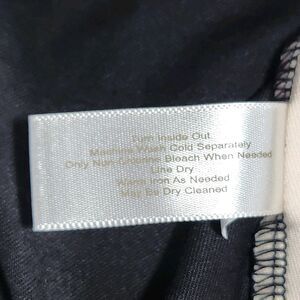 Turn Inside Out
Machine Wash Cold Separately
Only Non-Chlorine Bleach When Needed
Line Dry
Warm Iron As Needed
May Be Dry Cleaned